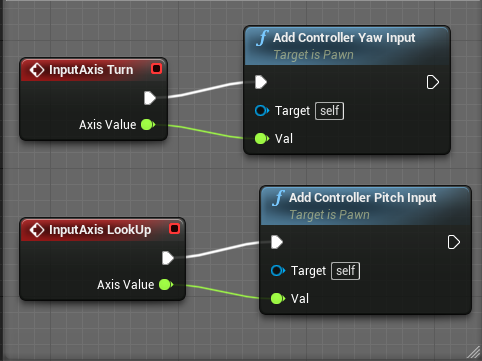 InputAxis Turn
Axis Value
Add Controller Yaw Input
Target is Pawn
Target self
Val
InputAxis LookUp
Axis Value
Add Controller Pitch Input
Target is Pawn
Target self
Val